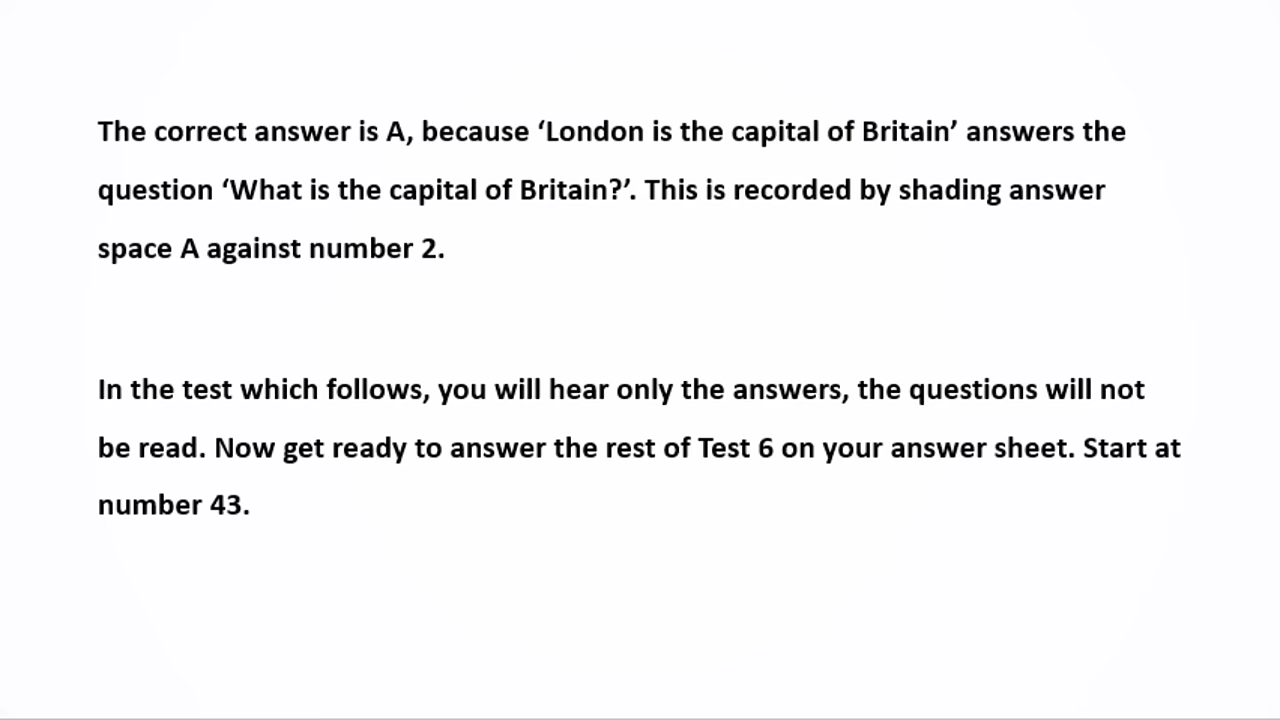 The correct answer is A, because ‘London is the capital of Britain’ answers the
question ‘What is the capital of Britain?’. This is recorded by shading answer
space A against number 2.
In the test which follows, you will hear only the answers, the questions will not
be read. Now get ready to answer the rest of Test 6 on your answer sheet. Start at
number 43.